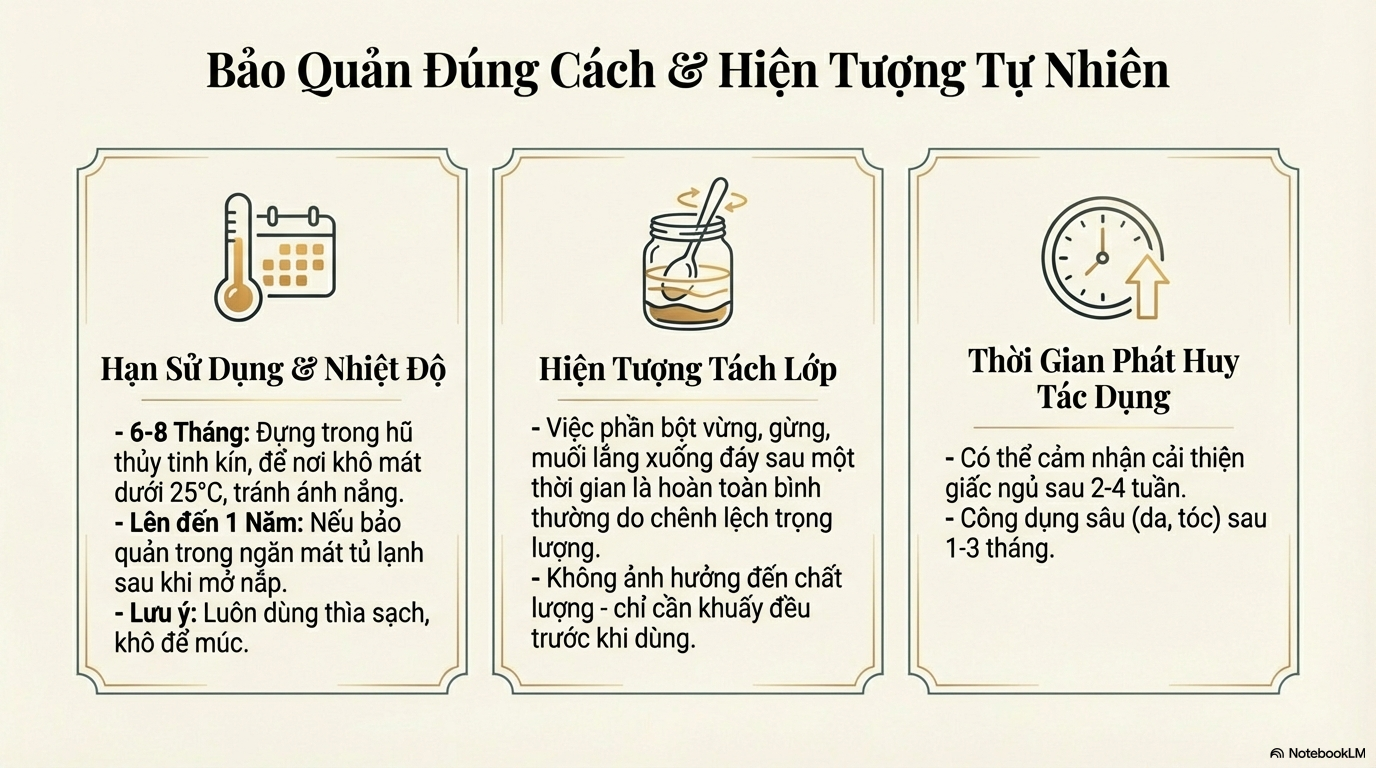 Bảo Quản Đúng Cách & Hiện Tượng Tự Nhiên
Hạn Sử Dụng & Nhiệt Độ
- 6-8 Tháng: Đựng trong hũ
thủy tinh kín, để nơi khô mát
dưới 25°C, tránh ánh nắng.
- Lên đến 1 Năm: Nếu bảo
quản trong ngăn mát tủ lạnh
sau khi mở nắp.
- Lưu ý: Luôn dùng thìa sạch,
khô để múc.
Hiện Tượng Tách Lớp
- Việc phần bột vừng, gừng,
muối lắng xuống đáy sau một
thời gian là hoàn toàn bình
thường do chênh lệch trọng
lượng.
- Không ảnh hưởng đến chất
lượng - chỉ cần khuấy đều
trước khi dùng.
Thời Gian Phát Huy
Tác Dụng
- Có thể cảm nhận cải thiện
giấc ngủ sau 2-4 tuần.
- Công dụng sâu (da, tóc) sau
1-3 tháng.
NotebookLM